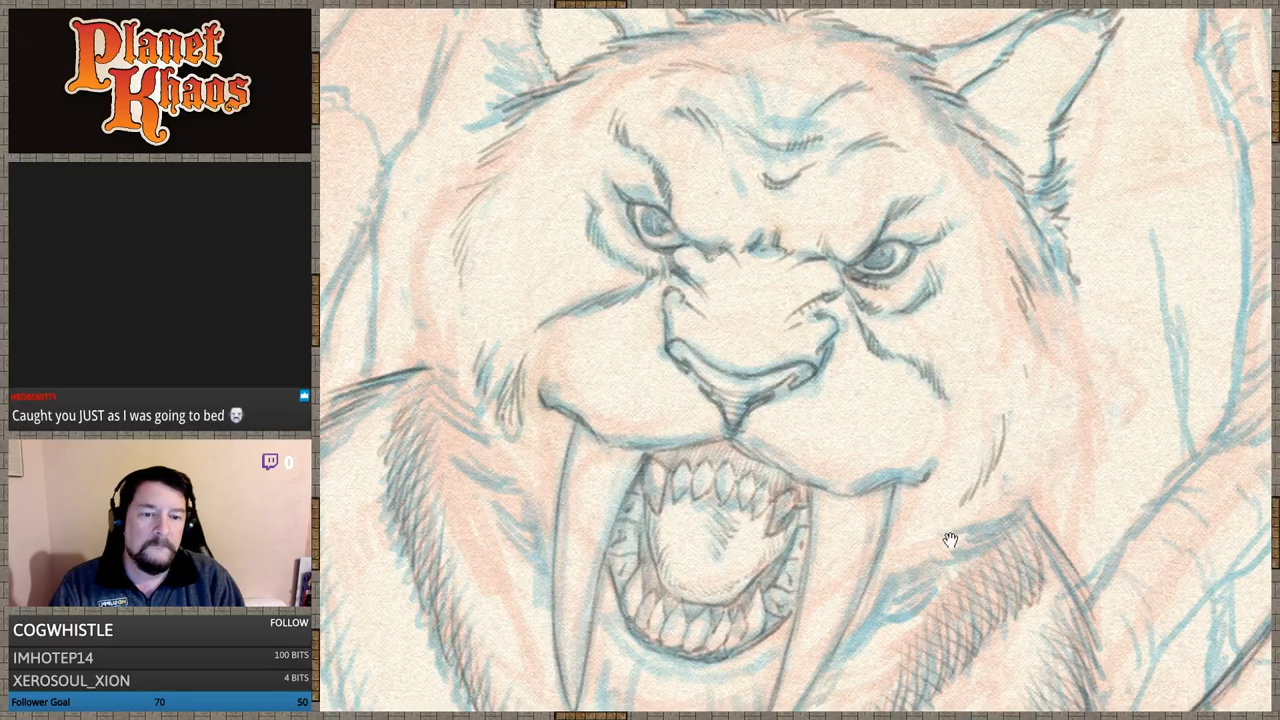 Planet
Khaos
Caught you JUST as I was going to bed
0
COGWHISTLE FOLLOW
IMHOTEP14 100 BITS
XEROSOUL_XION 4 BITS
Follower Goal 70 50